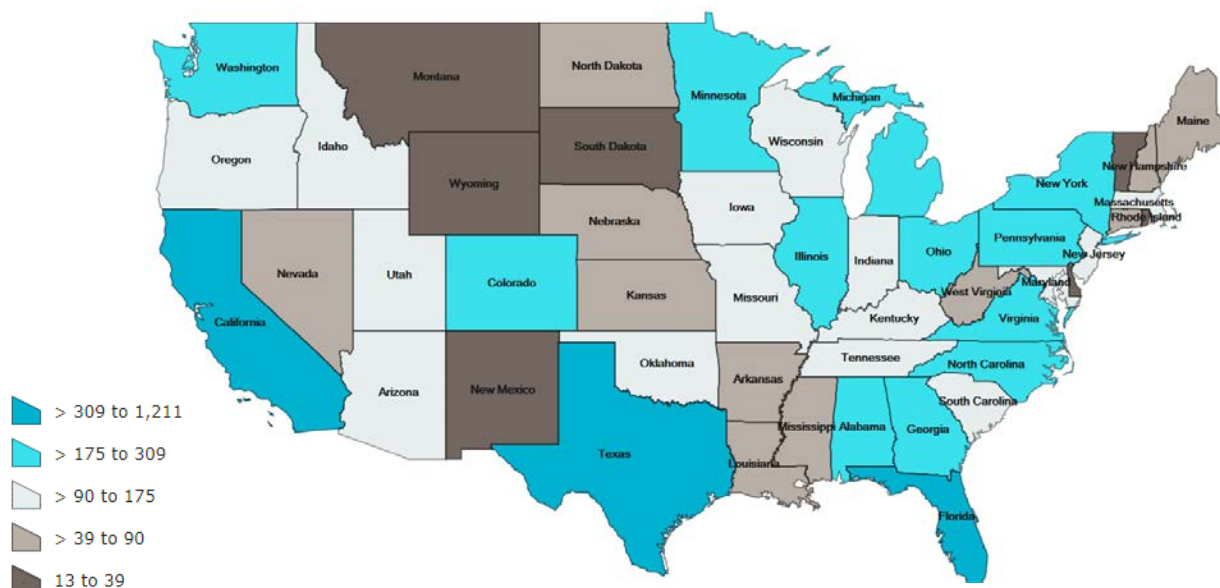 Washington
Montana
North Dakota
Minnesota
Michigan
Maine
Oregon
Idaho
Wisconsin
South Dakota
New Hampshire
Wyoming
New York
Massachusetts
Iowa
Nebraska
Rhode Island
Pennsylvania
Nevada
Utah
Colorado
Illinois
Indiana
Ohio
New Jersey
Kansas
Missouri
West Virginia
Maryland
California
Kentucky
Virginia
Tennessee
Oklahoma
North Carolina
Arizona
New Mexico
Arkansas
South Carolina
Mississippi
Alabama
Georgia
Texas
Louisiana
Florida
> 309 to 1,211
> 175 to 309
> 90 to 175
> 39 to 90
13 to 39